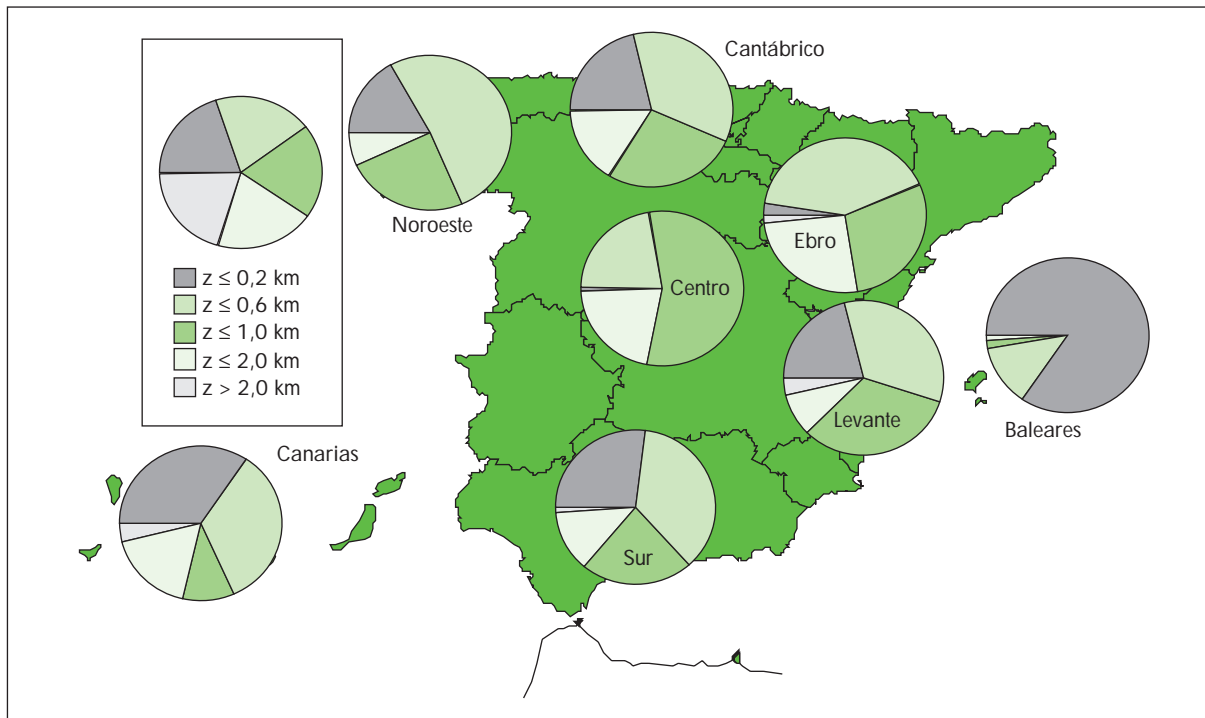 Cantábrico
Noroeste
Ebro
Centro
z ≤ 0,2 km
z ≤ 0,6 km
z ≤ 1,0 km
z ≤ 2,0 km
z > 2,0 km
Levante
Baleares
Canarias
Sur